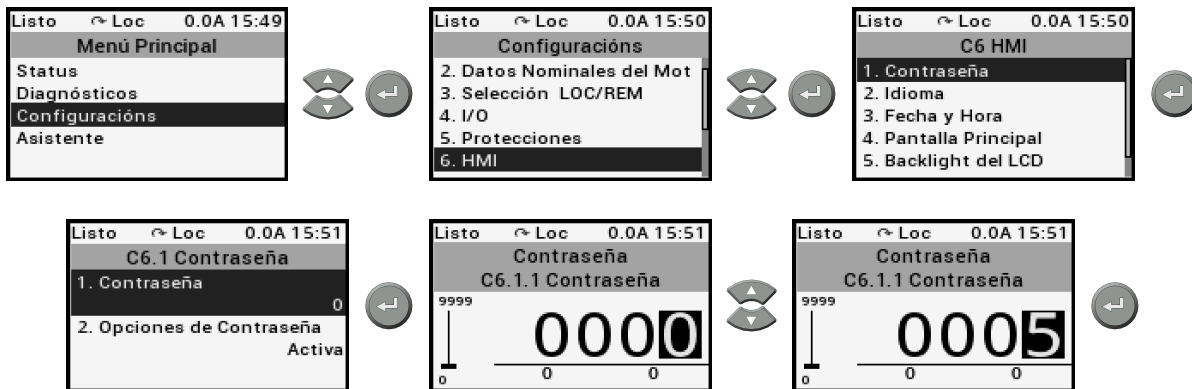 Listo Loc 0.0A 15:49
Menú Principal
Status
Diagnósticos
Configuracións
Asistente
Listo Loc 0.0A 15:50
Configuracións
2. Datos Nominales del Mot
3. Selección LOC/REM
4. I/O
5. Protecciones
6. HMI
Listo Loc 0.0A 15:50
C6 HMI
1. Contraseña
2. Idioma
3. Fecha y Hora
4. Pantalla Principal
5. Backlight del LCD
Listo Loc 0.0A 15:51
C6.1 Contraseña
1. Contraseña
0
2. Opciones de Contraseña
Activa
Listo Loc 0.0A 15:51
Contraseña
C6.1.1 Contraseña
9999
0000
0 0 0
Listo Loc 0.0A 15:51
Contraseña
C6.1.1 Contraseña
9999
0005
0 0 0